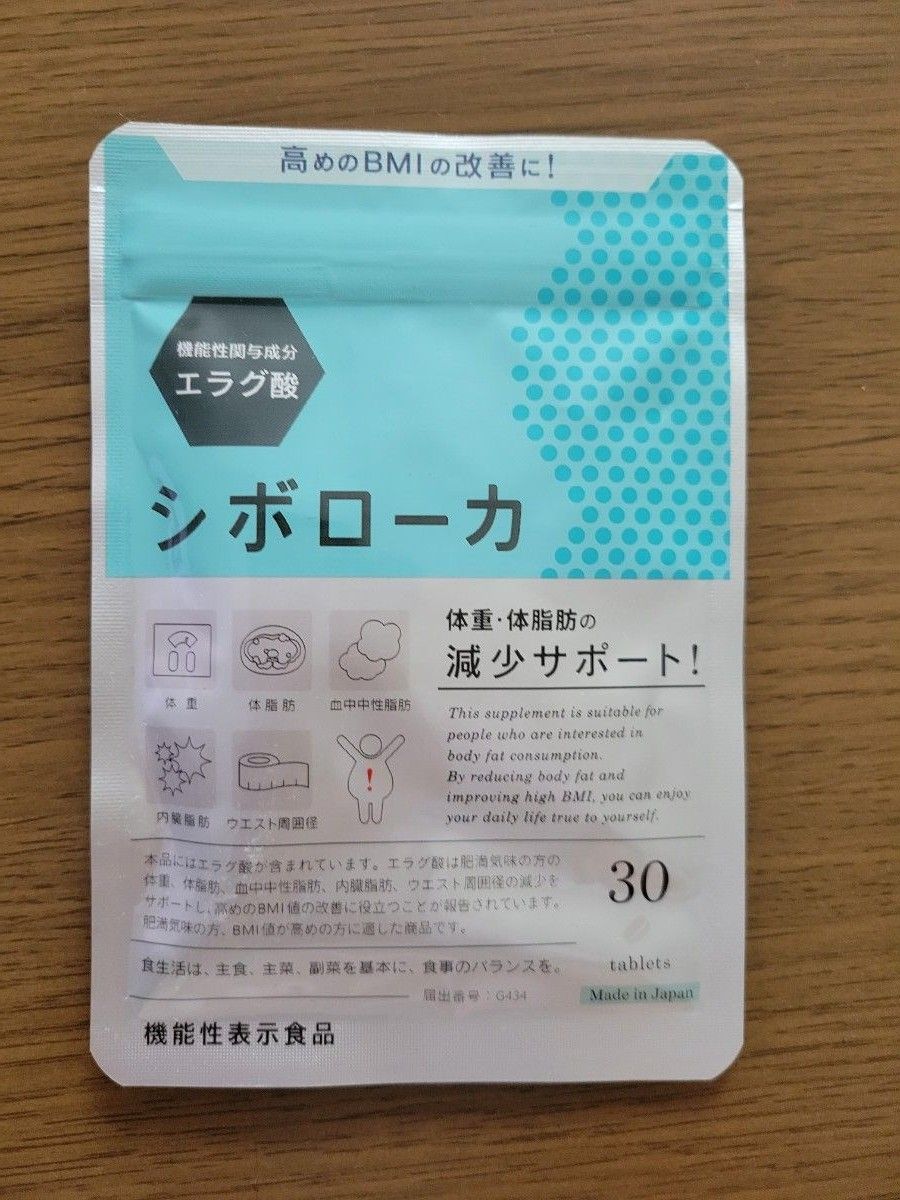 高めのBMIの改善に!
機能性関与成分
エラグ酸
シボローカ
体重
体脂肪
血中中性脂肪
内臓脂肪
ウエスト周囲径
体重・体脂肪の
減少サポート!
This supplement is suitable for
people who are interested in
body fat consumption.
By reducing body fat and
improving high BMI, you can enjoy
your daily life true to yourself.
本品にはエラグ酸が含まれています。エラグ酸は肥満気味の方の
体重、体脂肪、血中中性脂肪、内臓脂肪、ウエスト周囲径の減少を
サポートし、高めのBMI値の改善に役立つことが報告されています。
肥満気味の方、BMI値が高めの方に適した商品です。
30
tablets
Made in Japan
食生活は、主食、主菜、副菜を基本に、食事のバランスを。
届出番号:G434
機能性表示食品